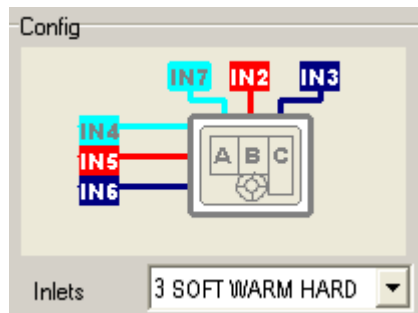 Config
IN7 IN2 IN3
IN4
IN5
IN6
A B C
Inlets 3 SOFT WARM HARD